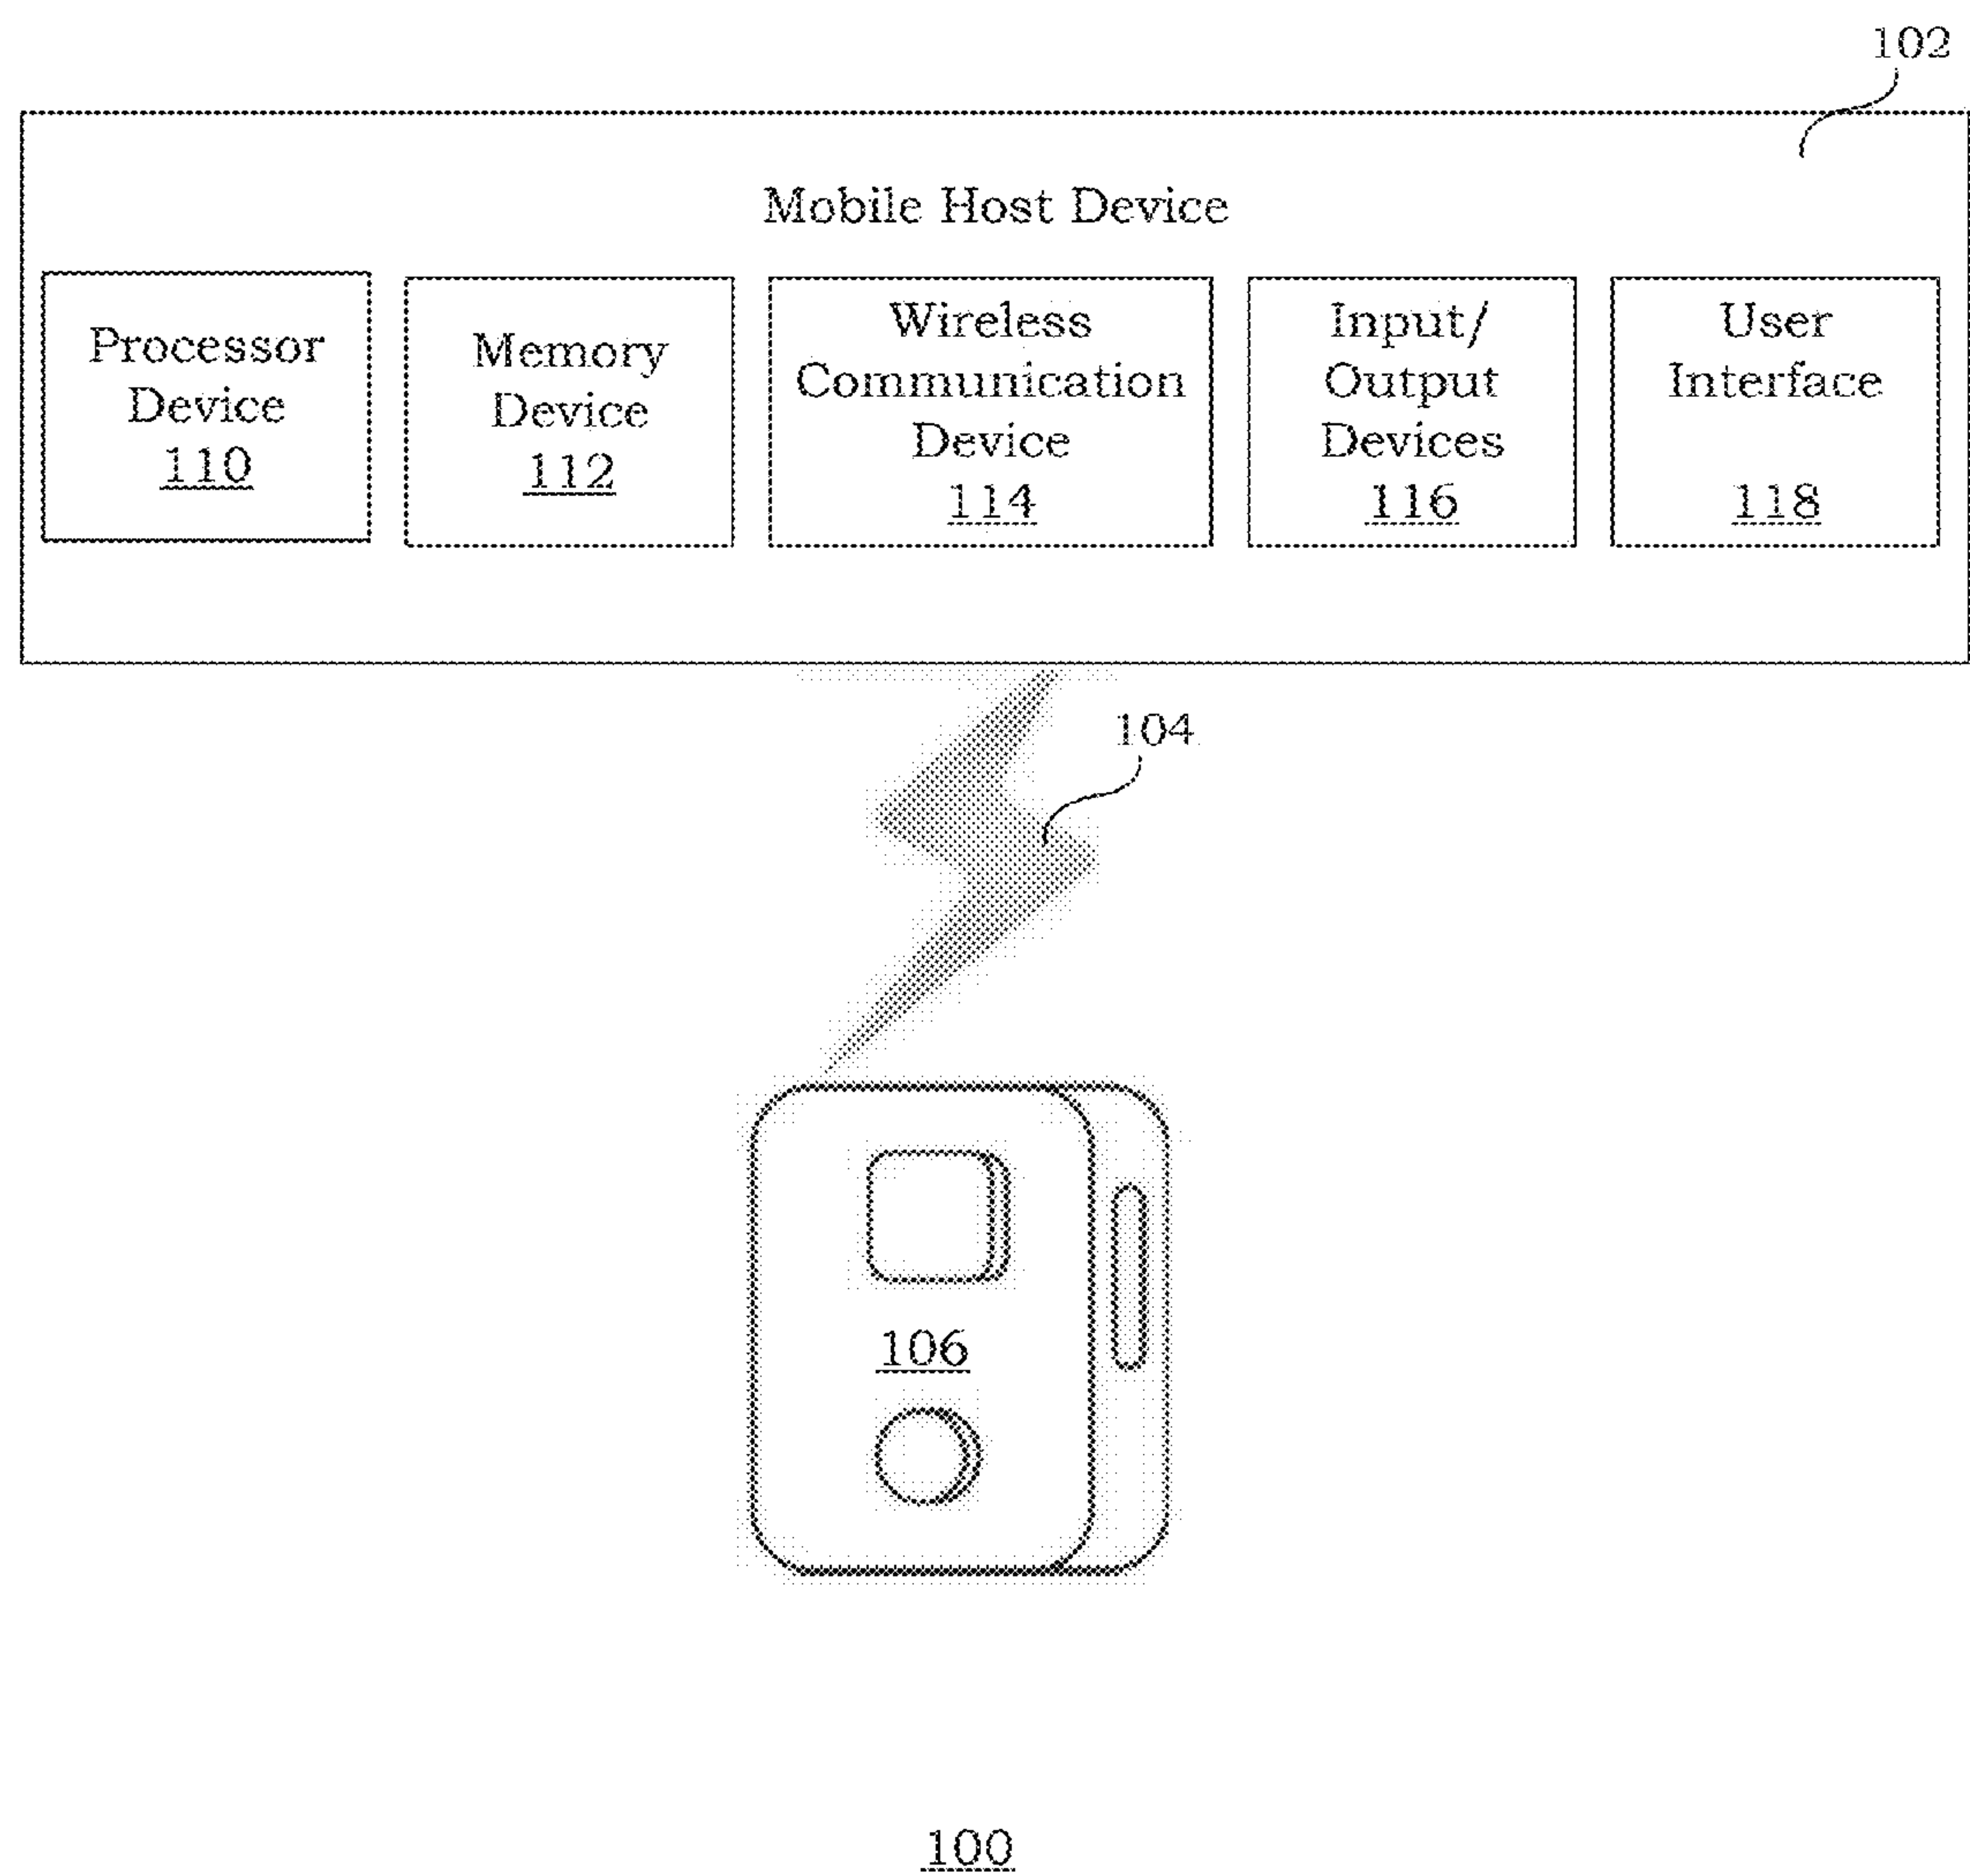 102
Mobile Host Device
Processor
Device
110
Memory
Device
112
Wireless
Communication
Device
114
Input/
Output
Devices
116
User
Interface
118
104
106
100